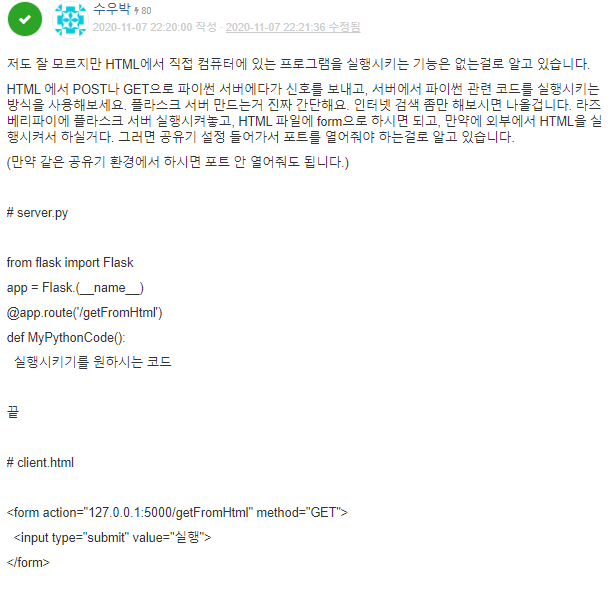 수우박 80
2020-11-07 22:20:00 작성 · 2020-11-07 22:21:36 수정됨
저도 잘 모르지만 HTML에서 직접 컴퓨터에 있는 프로그램을 실행시키는 기능은 없는걸로 알고 있습니다.
HTML 에서 POST나 GET으로 파이썬 서버에다가 신호를 보내고, 서버에서 파이썬 관련 코드를 실행시키는
방식을 사용해보세요. 플라스크 서버 만드는거 진짜 간단해요. 인터넷 검색 좀만 해보시면 나올겁니다. 라즈
베리파이에 플라스크 서버 실행시켜놓고, HTML 파일에 form으로 하시면 되고, 만약에 외부에서 HTML을 실
행시켜서 하실거다. 그러면 공유기 설정 들어가서 포트를 열어줘야 하는걸로 알고 있습니다.
(만약 같은 공유기 환경에서 하시면 포트 안 열어줘도 됩니다.)
# server.py
from flask import Flask
app = Flask.(__name__)
@app.route('/getFromHtml')
def MyPythonCode():
실행시키기를 원하시는 코드
끝
# client.html
<form action="127.0.0.1:5000/getFromHtml" method="GET">
<input type="submit" value="실행">
</form>